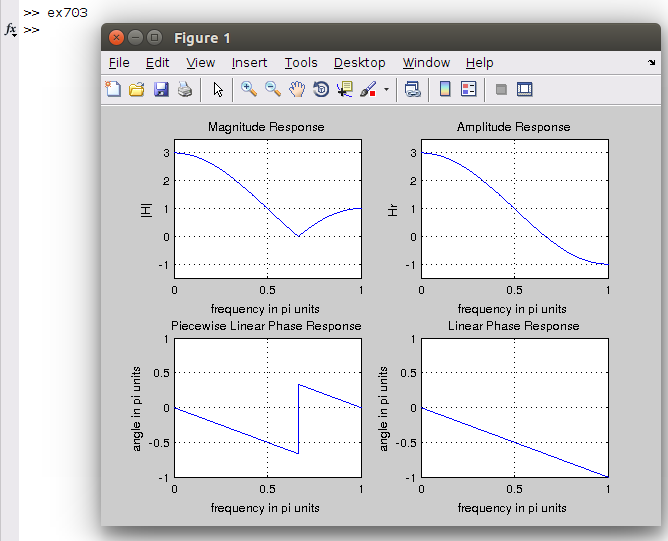 >> ex703
fx >>
Figure 1
File Edit View Insert Tools Desktop Window Help
Magnitude Response
|H|
3
2
1
0
-1
0 0.5 1
frequency in pi units
Amplitude Response
Hr
3
2
1
0
-1
0 0.5 1
frequency in pi units
Piecewise Linear Phase Response
angle in pi units
1
0.5
0
-0.5
-1
0 0.5 1
frequency in pi units
Linear Phase Response
angle in pi units
1
0.5
0
-0.5
-1
0 0.5 1
frequency in pi units